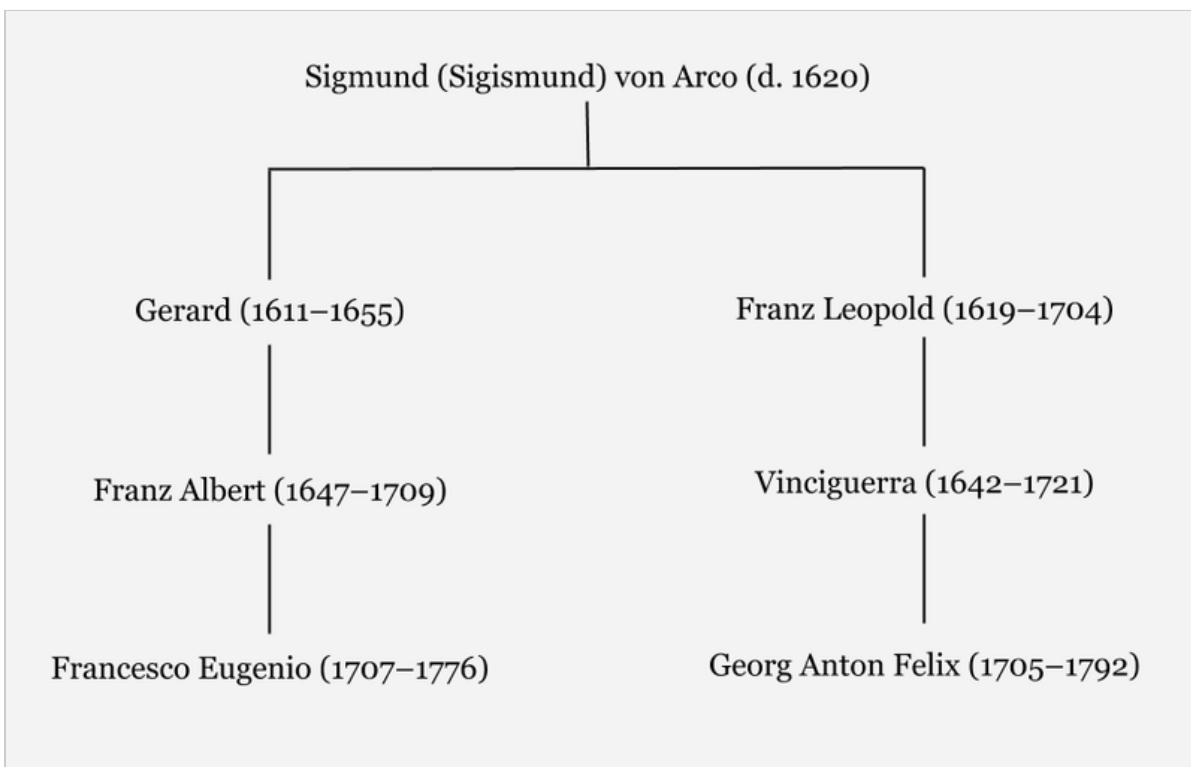 Sigmund (Sigismund) von Arco (d. 1620)
Gerard (1611–1655)
Franz Leopold (1619–1704)
Franz Albert (1647–1709)
Vinciguerra (1642–1721)
Francesco Eugenio (1707–1776)
Georg Anton Felix (1705–1792)